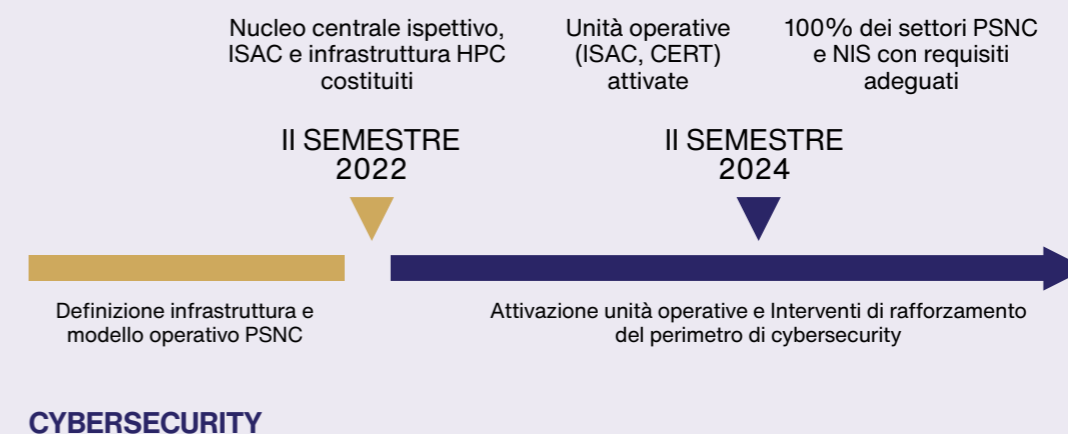 Nucleo centrale ispettivo,
ISAC e infrastruttura HPC
costituiti
Unità operative
(ISAC, CERT)
attivate
100% dei settori PSNC
e NIS con requisiti
adeguati
II SEMESTRE
2022
II SEMESTRE
2024
Definizione infrastruttura e
modello operativo PSNC
Attivazione unità operative e Interventi di rafforzamento
del perimetro di cybersecurity
CYBERSECURITY